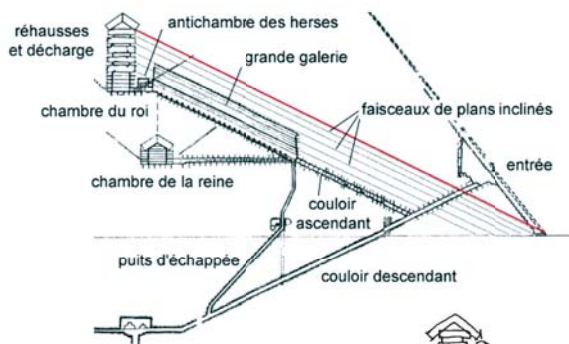 réhausses
et décharge
antichambre des herses
grande galerie
chambre du roi
faisceaux de plans inclinés
chambre de la reine
entrée
couloir
ascendant
puits d'échappée
couloir descendant